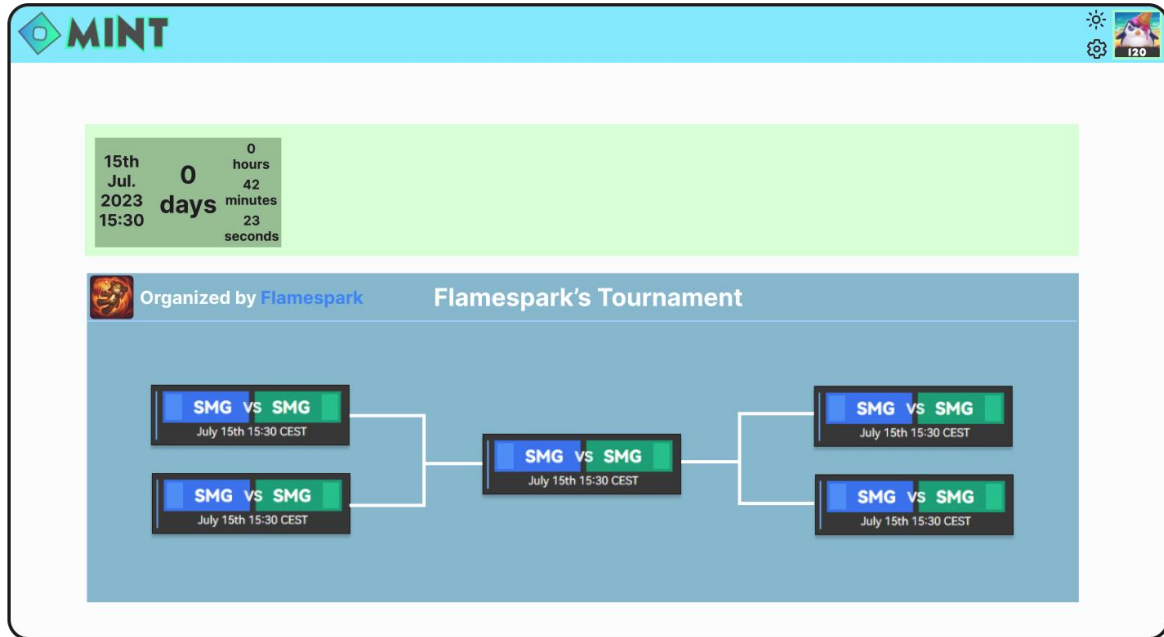 MINT
120
15th
Jul.
2023
15:30
0
days
0
hours
42
minutes
23
seconds
Organized by Flamespark
Flamespark’s Tournament
SMG VS SMG
July 15th 15:30 CEST
SMG VS SMG
July 15th 15:30 CEST
SMG VS SMG
July 15th 15:30 CEST
SMG VS SMG
July 15th 15:30 CEST
SMG VS SMG
July 15th 15:30 CEST